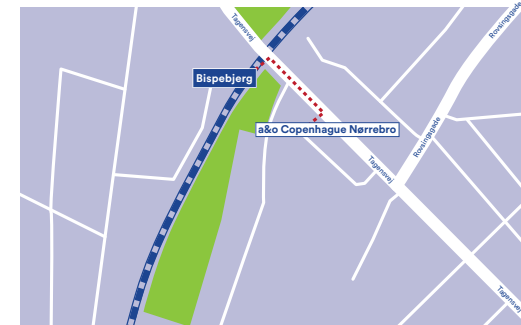 Tagensvej
Rovsingsgade
Bispebjerg
a&o Copenhague Nørrebro
Rovsingsgade
Tagensvej
Tagensvej